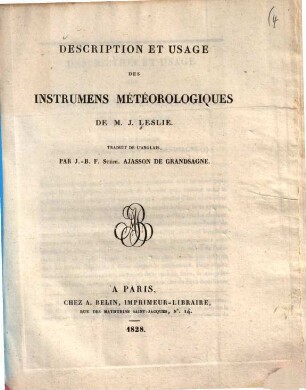 (4
DESCRIPTION ET USAGE
DES
INSTRUMENS MÉTÉOROLOGIQUES
DE M. J. LESLIE.
TRADUIT DE L'ANGLAIS,
PAR J.-B. F. STEPH. AJASSON DE GRANDSAGNE.
A PARIS,
CHEZ A. BELIN, IMPRIMEUR-LIBRAIRE,
RUE DES MATHURINS SAINT-JACQUES, N°. 14.
1828.